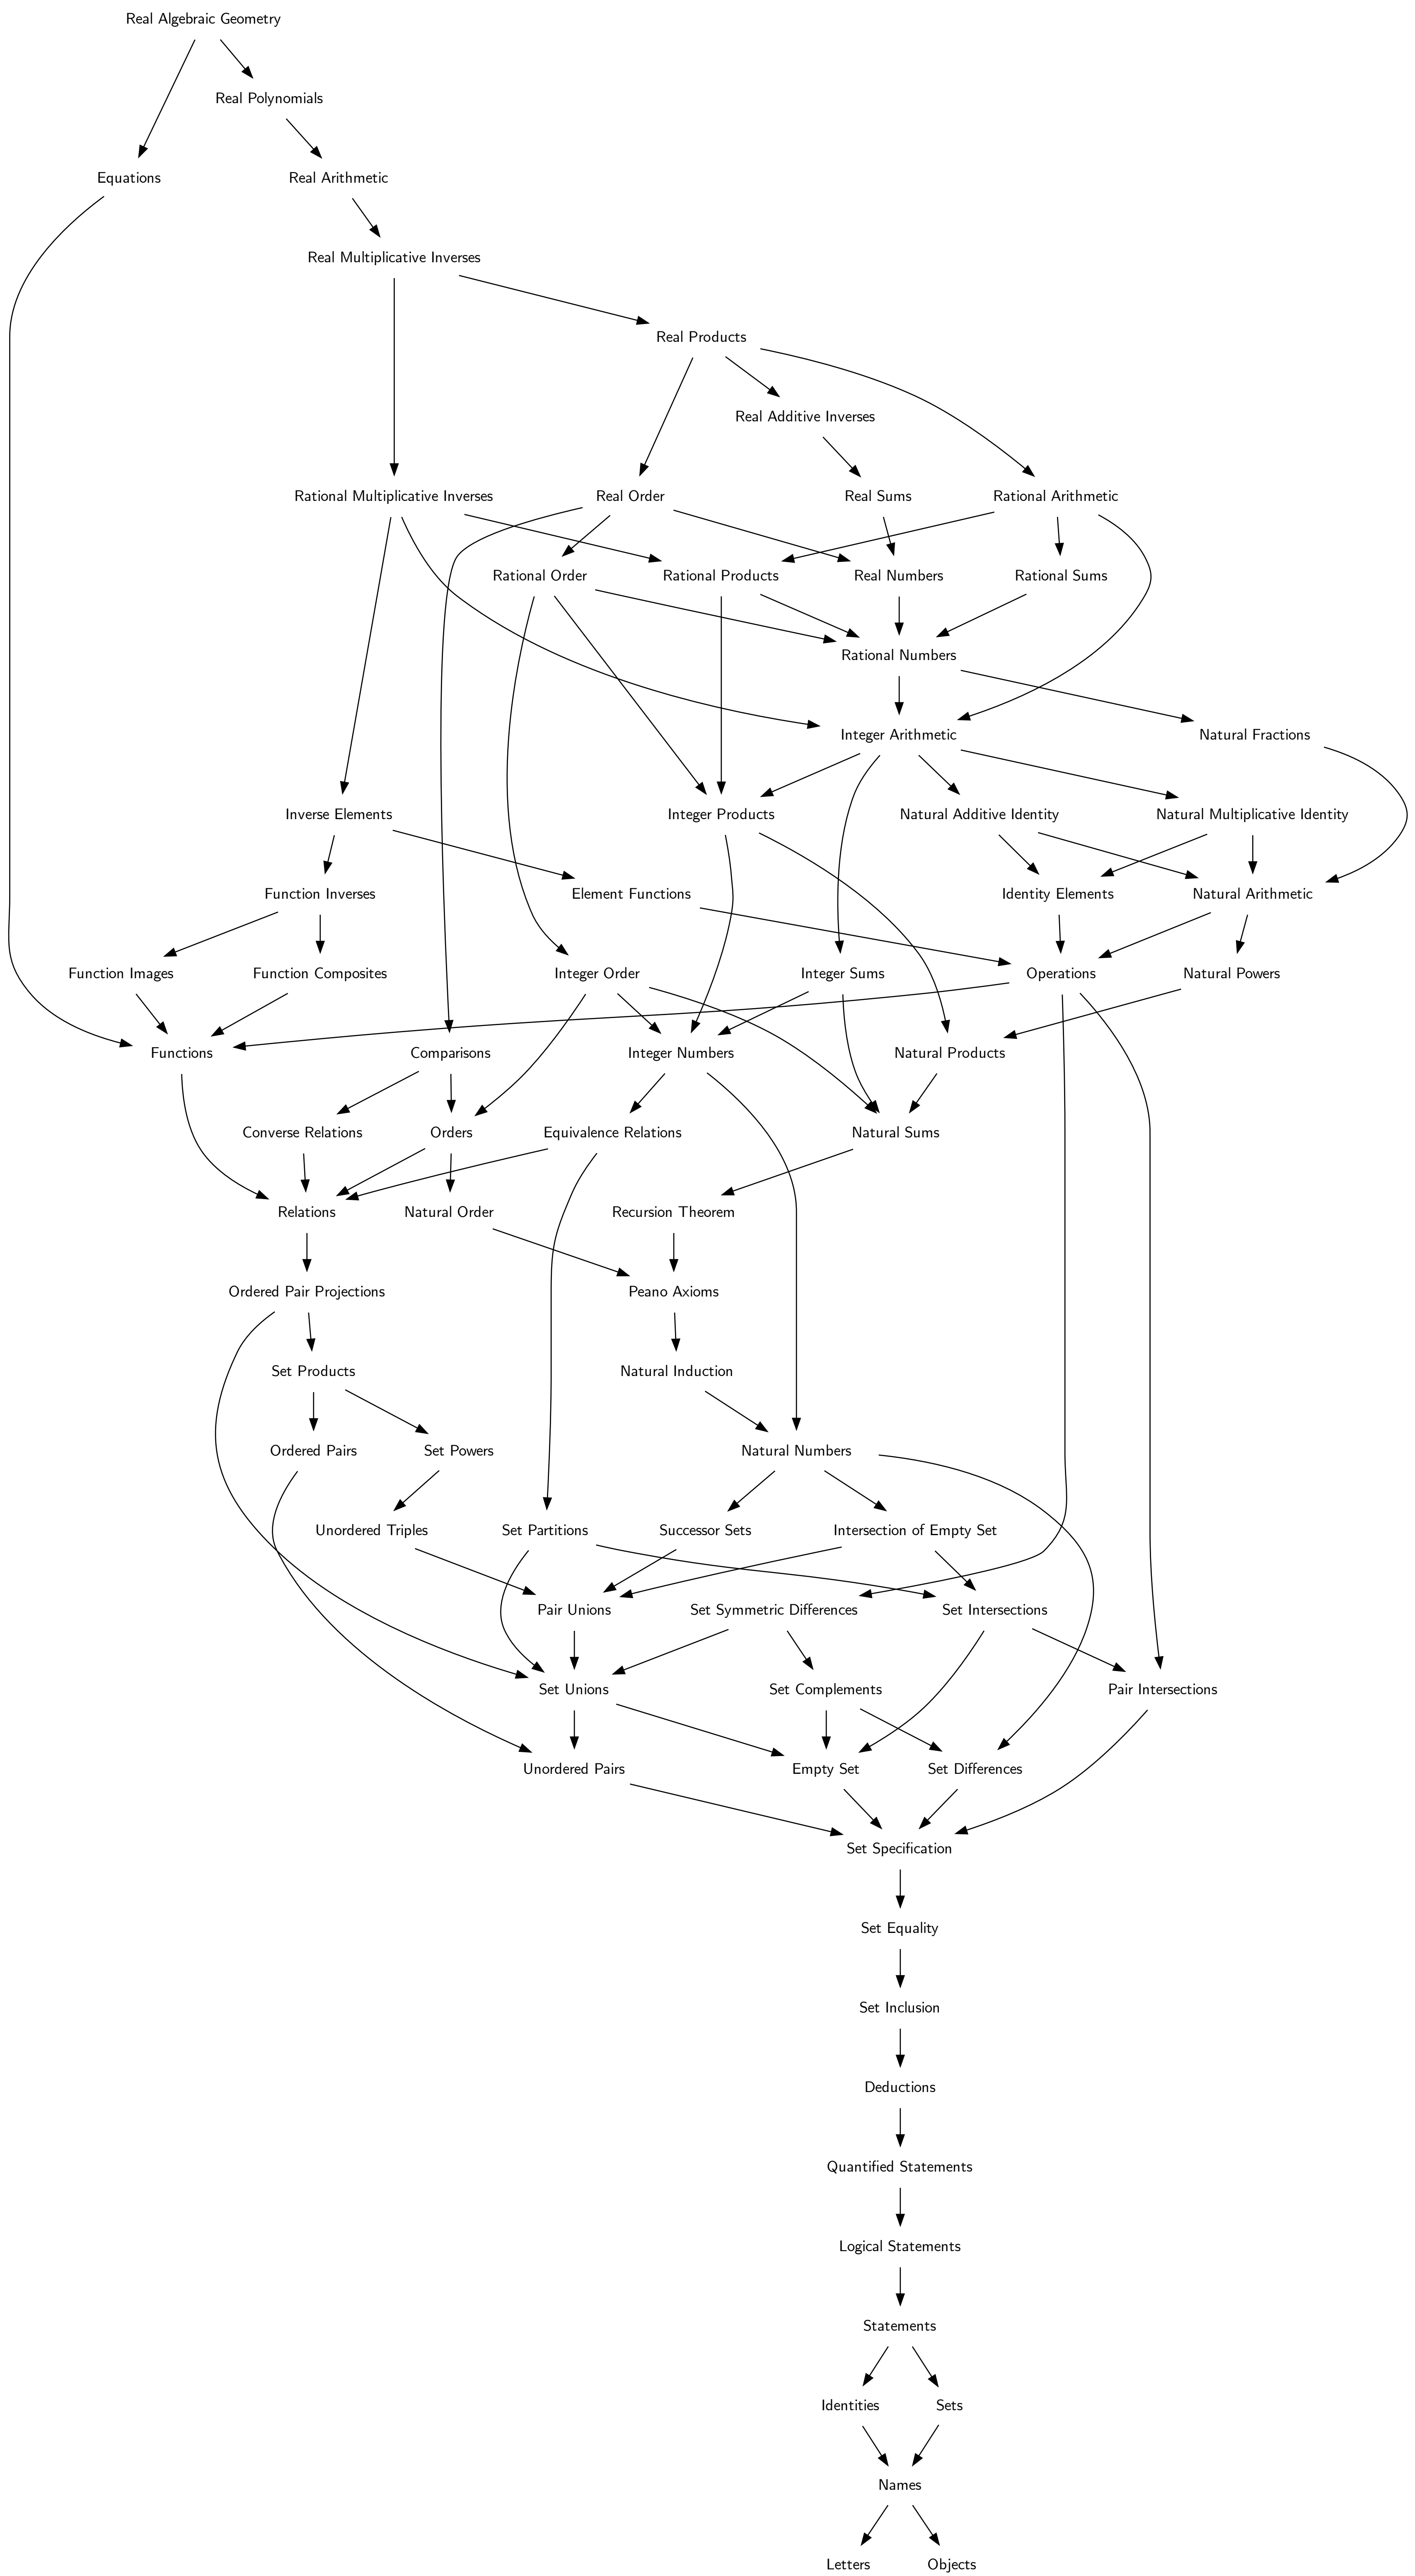 Real Algebraic Geometry
Real Polynomials
Equations
Real Arithmetic
Real Multiplicative Inverses
Real Products
Real Additive Inverses
Rational Multiplicative Inverses
Real Order
Real Sums
Rational Arithmetic
Rational Order
Rational Products
Real Numbers
Rational Sums
Rational Numbers
Integer Arithmetic
Natural Fractions
Inverse Elements
Integer Products
Natural Additive Identity
Natural Multiplicative Identity
Function Inverses
Element Functions
Identity Elements
Natural Arithmetic
Function Images
Function Composites
Integer Order
Integer Sums
Operations
Natural Powers
Functions
Comparisons
Integer Numbers
Natural Products
Converse Relations
Orders
Equivalence Relations
Natural Sums
Relations
Natural Order
Recursion Theorem
Ordered Pair Projections
Peano Axioms
Set Products
Natural Induction
Ordered Pairs
Set Powers
Natural Numbers
Unordered Triples
Set Partitions
Successor Sets
Intersection of Empty Set
Pair Unions
Set Symmetric Differences
Set Intersections
Set Unions
Set Complements
Pair Intersections
Unordered Pairs
Empty Set
Set Differences
Set Specification
Set Equality
Set Inclusion
Deductions
Quantified Statements
Logical Statements
Statements
Identities
Sets
Names
Letters
Objects